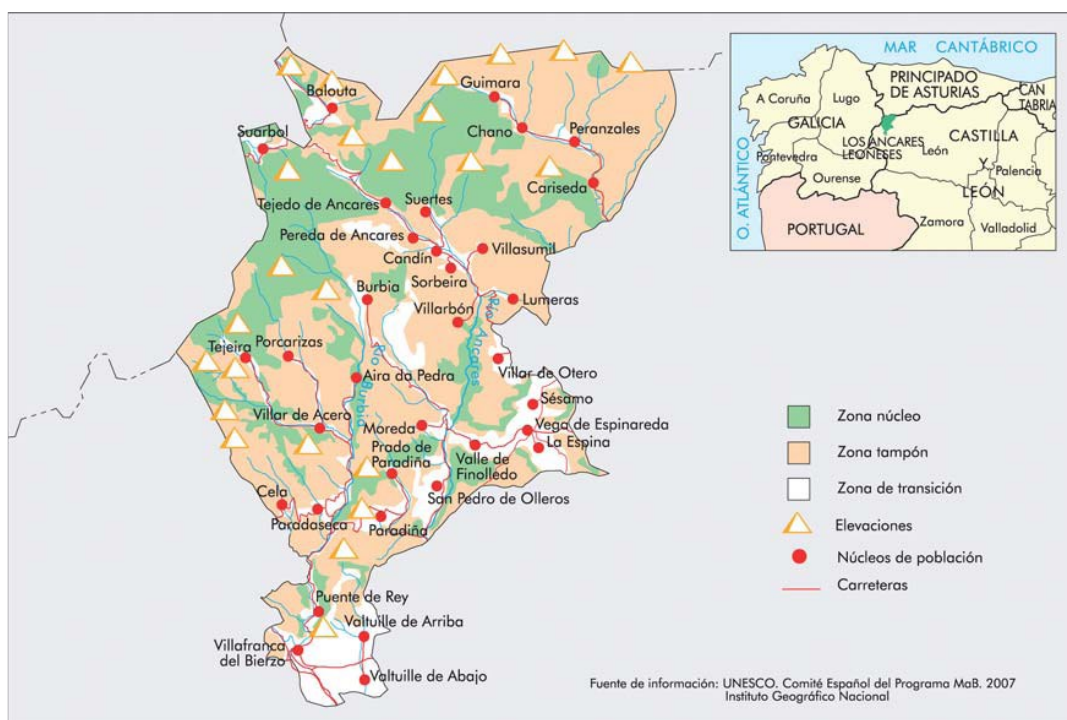 Balouta
Guimara
Suarbol
Chano
Peranzales
Cariseda
Tejedo de Ancares
Suertes
Pereda de Ancares
Candín
Villasumil
Sorbeira
Burbia
Villarbón
Lumeras
Río Ancares
Río Burbia
Tejeira
Porcarizas
Villar de Otero
Aira da Pedra
Sésamo
Villar de Acero
Moreda
Vega de Espinareda
La Espina
Prado de
Paradiña
Valle de
Finolledo
Cela
San Pedro de Olleros
Paradaseca
Paradiña
Puente de Rey
Valtuille de Arriba
Villafranca
del Bierzo
Valtuille de Abajo
MAR CANTÁBRICO
PRINCIPADO
DE ASTURIAS
CAN
TABRIA
A Coruña
Lugo
GALICIA
LOS ANCARES
LEONESES
León
CASTILLA
Y
LEÓN
Palencia
Pontevedra
Ourense
O. ATLÁNTICO
PORTUGAL
Zamora
Valladolid
Zona núcleo
Zona tampón
Zona de transición
Elevaciones
Núcleos de población
Carreteras
Fuente de información: UNESCO. Comité Español del Programa MaB. 2007
Instituto Geográfico Nacional